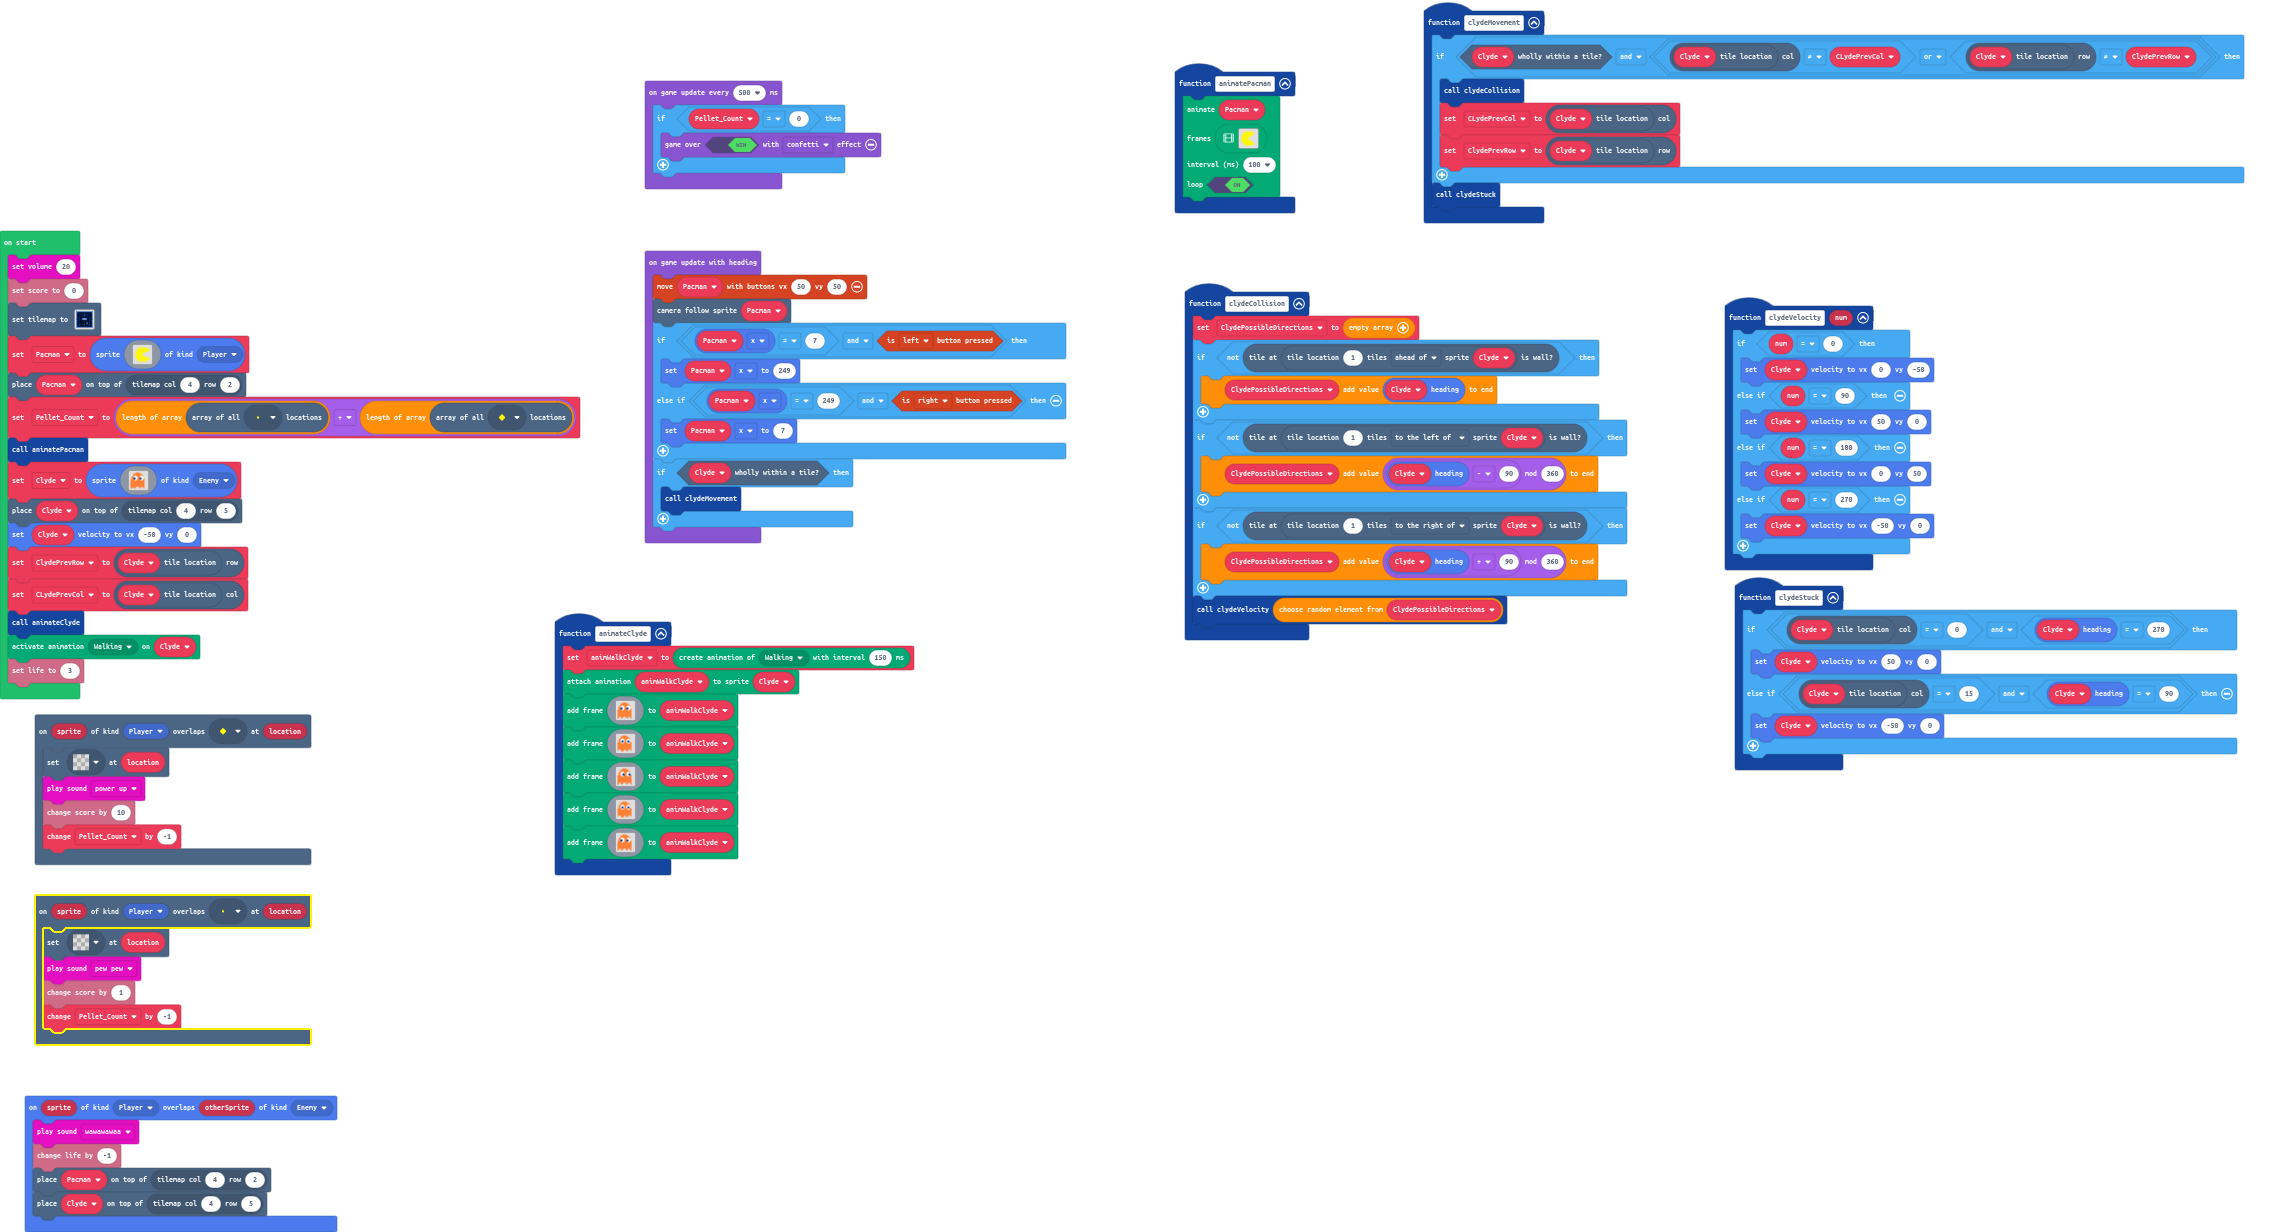 on start
set volume 20
set score to 0
set tilemap to
set Pacman to sprite of kind Player
place Pacman on top of tilemap col 4 row 2
set Pellet_Count to length of array array of all locations + length of array array of all locations
call animatePacman
set Clyde to sprite of kind Enemy
place Clyde on top of tilemap col 4 row 5
set Clyde velocity to vx -50 vy 0
set ClydePrevRow to Clyde tile location row
set CLydePrevCol to Clyde tile location col
call animateClyde
activate animation Walking on Clyde
set life to 3
on sprite of kind Player overlaps at location
set at location
play sound power up
change score by 10
change Pellet_Count by -1
on sprite of kind Player overlaps at location
set at location
play sound pew pew
change score by 1
change Pellet_Count by -1
on sprite of kind Player overlaps otherSprite of kind Enemy
play sound wawawawaa
change life by -1
place Pacman on top of tilemap col 4 row 2
place Clyde on top of tilemap col 4 row 5
on game update every 500 ms
if Pellet_Count = 0 then
game over WIN with confetti effect
on game update with heading
move Pacman with buttons vx 50 vy 50
camera follow sprite Pacman
if Pacman x = 7 and is left button pressed then
set Pacman x to 249
else if Pacman x = 249 and is right button pressed then
set Pacman x to 7
if Clyde wholly within a tile? then
call clydeMovement
function animateClyde
set animWalkClyde to create animation of Walking with interval 150 ms
attach animation animWalkClyde to sprite Clyde
add frame to animWalkClyde
add frame to animWalkClyde
add frame to animWalkClyde
add frame to animWalkClyde
add frame to animWalkClyde
function animatePacman
animate Pacman
frames
interval (ms) 100
loop ON
function clydeMovement
if Clyde wholly within a tile? and Clyde tile location col ≠ CLydePrevCol or Clyde tile location row ≠ ClydePrevRow then
call clydeCollision
set CLydePrevCol to Clyde tile location col
set ClydePrevRow to Clyde tile location row
call clydeStuck
function clydeCollision
set ClydePossibleDirections to empty array
if not tile at tile location 1 tiles ahead of sprite Clyde is wall? then
ClydePossibleDirections add value Clyde heading to end
if not tile at tile location 1 tiles to the left of sprite Clyde is wall? then
ClydePossibleDirections add value Clyde heading - 90 mod 360 to end
if not tile at tile location 1 tiles to the right of sprite Clyde is wall? then
ClydePossibleDirections add value Clyde heading + 90 mod 360 to end
call clydeVelocity choose random element from ClydePossibleDirections
function clydeVelocity num
if num = 0 then
set Clyde velocity to vx 0 vy -50
else if num = 90 then
set Clyde velocity to vx 50 vy 0
else if num = 180 then
set Clyde velocity to vx 0 vy 50
else if num = 270 then
set Clyde velocity to vx -50 vy 0
function clydeStuck
if Clyde tile location col = 0 and Clyde heading = 270 then
set Clyde velocity to vx 50 vy 0
else if Clyde tile location col = 15 and Clyde heading = 90 then
set Clyde velocity to vx -50 vy 0